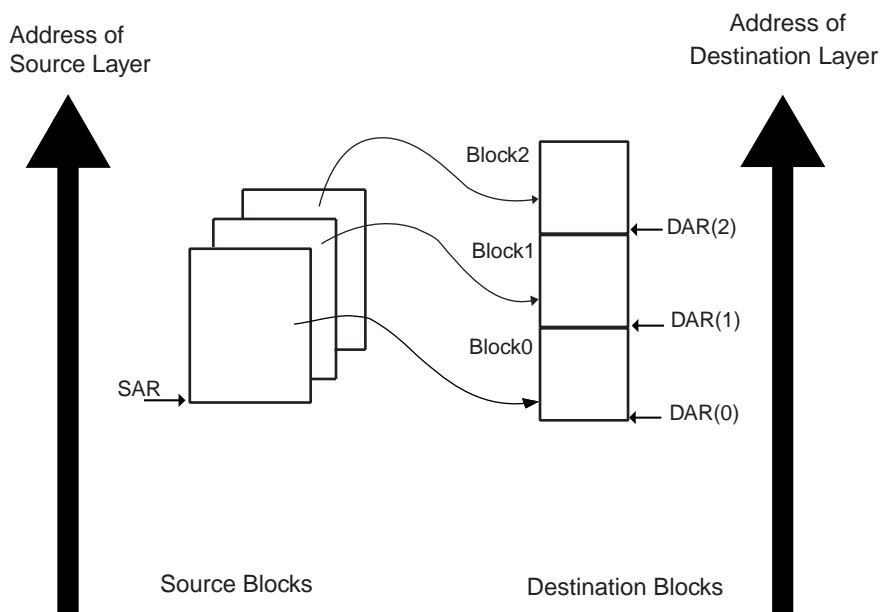 Address of
Source Layer
Address of
Destination Layer
Block2
DAR(2)
Block1
DAR(1)
Block0
SAR
DAR(0)
Source Blocks
Destination Blocks